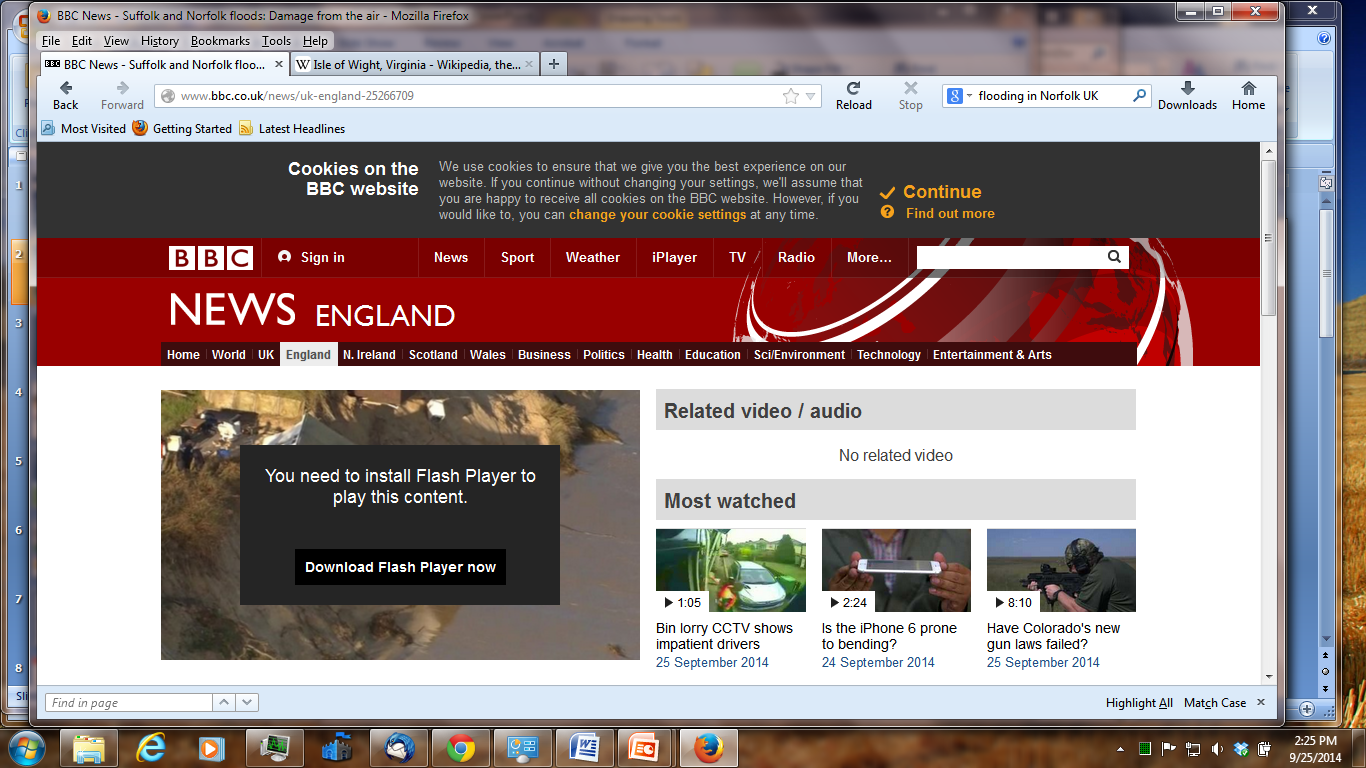 BBC News - Suffolk and Norfolk floods: Damage from the air - Mozilla Firefox
File Edit View History Bookmarks Tools Help
BBC News - Suffolk and Norfolk floo...
Isle of Wight, Virginia - Wikipedia, the...
Back Forward
www.bbc.co.uk/news/uk-england-25266709
Reload Stop
flooding in Norfolk UK
Downloads Home
Most Visited Getting Started Latest Headlines
Cookies on the
BBC website
We use cookies to ensure that we give you the best experience on our
website. If you continue without changing your settings, we'll assume that
you are happy to receive all cookies on the BBC website. However, if you
would like to, you can change your cookie settings at any time.
Continue
Find out more
BBC Sign in News Sport Weather iPlayer TV Radio More...
NEWS ENGLAND
Home World UK England N. Ireland Scotland Wales Business Politics Health Education Sci/Environment Technology Entertainment & Arts
You need to install Flash Player to
play this content.
Download Flash Player now
Related video / audio
No related video
Most watched
1:05
Bin lorry CCTV shows
impatient drivers
25 September 2014
2:24
Is the iPhone 6 prone
to bending?
24 September 2014
8:10
Have Colorado's new
gun laws failed?
25 September 2014
1
2
3
4
5
6
7
8
Find in page
Highlight All Match Case
2:25 PM
9/25/2014